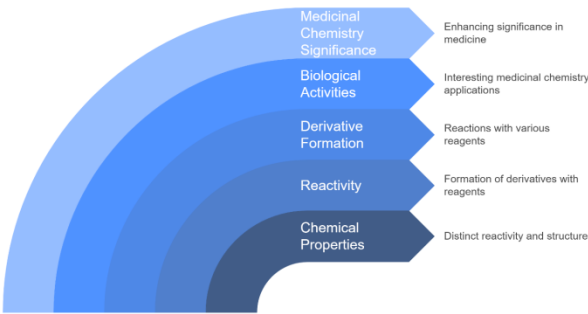 Medicinal
Chemistry
Significance
Enhancing significance in
medicine
Biological
Activities
Interesting medicinal chemistry
applications
Derivative
Formation
Reactions with various
reagents
Reactivity
Formation of derivatives with
reagents
Chemical
Properties
Distinct reactivity and structure